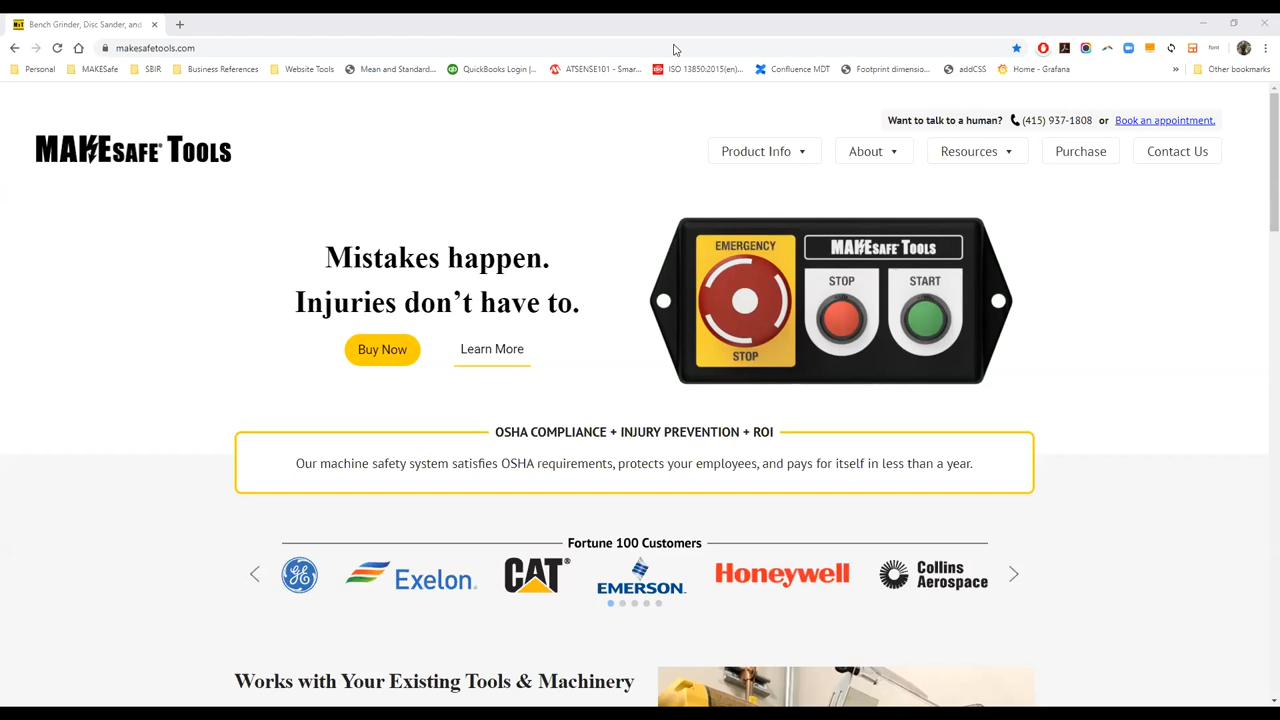 Bench Grinder, Disc Sander, and
makesafetools.com
Personal MAKESafe SBIR Business References Website Tools Mean and Standard... QuickBooks Login |... ATSENSE101 - Smar... ISO 13850:2015(en)... Confluence MDT Footprint dimensio... addCSS Home - Grafana » Other bookmarks
Want to talk to a human? (415) 937-1808 or Book an appointment.
MAKESAFE® TOOLS
Product Info About Resources Purchase Contact Us
Mistakes happen.
Injuries don’t have to.
Buy Now Learn More
EMERGENCY
STOP
MAKESAFE TOOLS
STOP START
OSHA COMPLIANCE + INJURY PREVENTION + ROI
Our machine safety system satisfies OSHA requirements, protects your employees, and pays for itself in less than a year.
Fortune 100 Customers
GE Exelon. CAT® EMERSON. Honeywell Collins Aerospace
Works with Your Existing Tools & Machinery